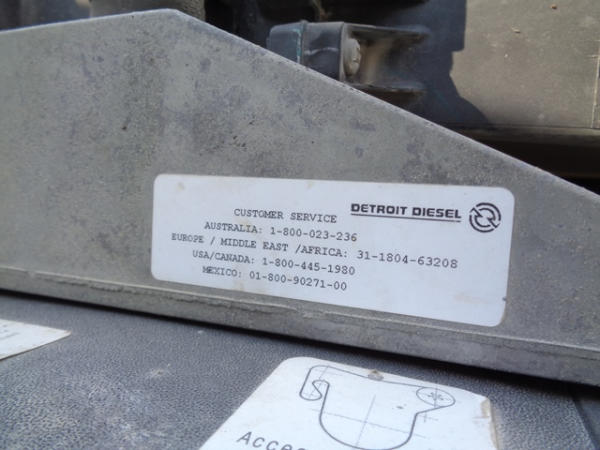 DETROIT DIESEL
CUSTOMER SERVICE
AUSTRALIA: 1-800-023-236
EUROPE / MIDDLE EAST /AFRICA: 31-1804-63208
USA/CANADA: 1-800-445-1980
MEXICO: 01-800-90271-00